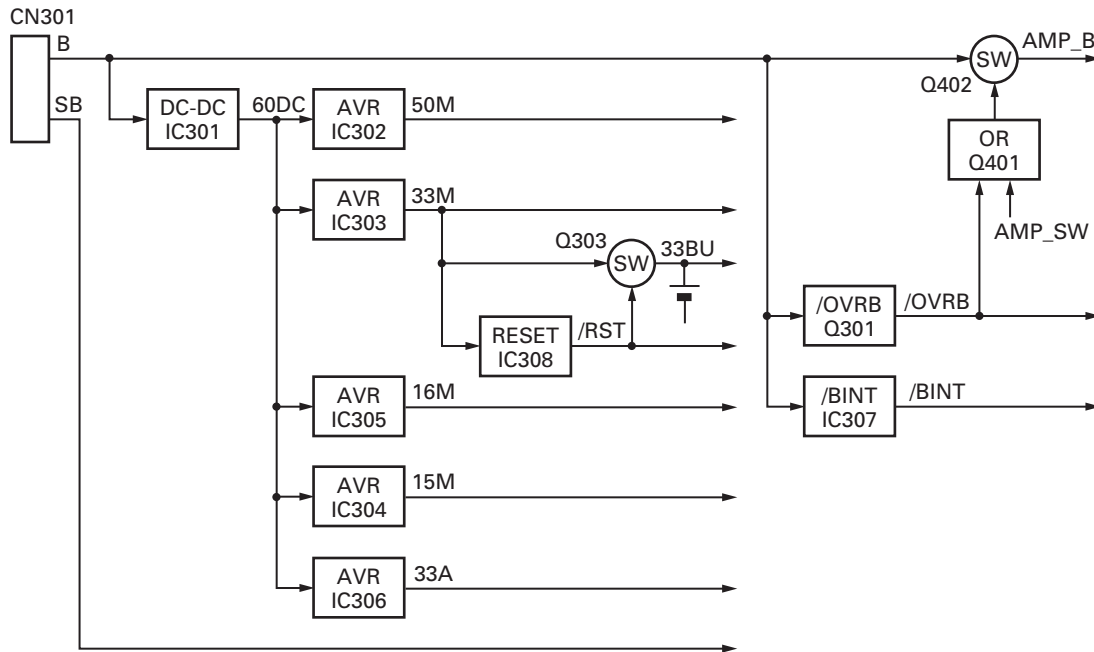 CN301
B
AMP_B
SW
Q402
SB
DC-DC
IC301
60DC
AVR
IC302
50M
OR
Q401
AVR
IC303
33M
AMP_SW
Q303
SW
33BU
/OVRB
Q301
/OVRB
RESET
IC308
/RST
AVR
IC305
16M
/BINT
IC307
/BINT
AVR
IC304
15M
AVR
IC306
33A